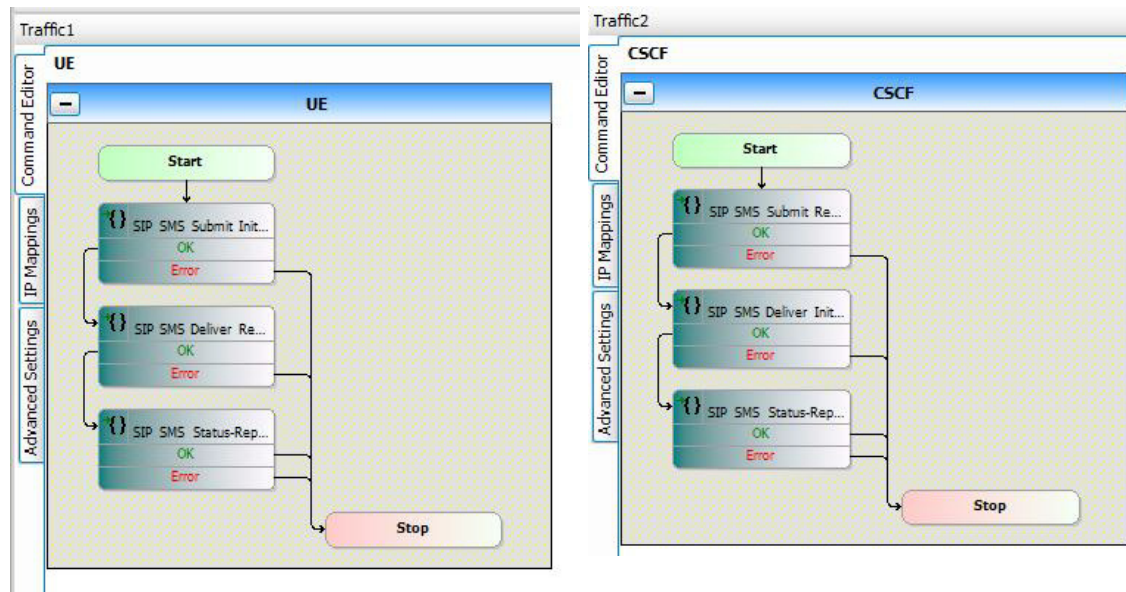 Traffic1
Command Editor
IP Mappings
Advanced Settings
UE
UE
Start
SIP SMS Submit Init...
OK
Error
SIP SMS Deliver Re...
OK
Error
SIP SMS Status-Rep...
OK
Error
Stop
Traffic2
Command Editor
IP Mappings
Advanced Settings
CSCF
CSCF
Start
SIP SMS Submit Re...
OK
Error
SIP SMS Deliver Init...
OK
Error
SIP SMS Status-Rep...
OK
Error
Stop